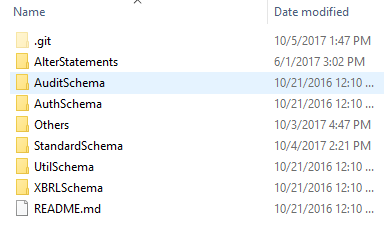 Name Date modified
.git 10/5/2017 1:47 PM
AlterStatements 6/1/2017 3:02 PM
AuditSchema 10/21/2016 12:10 ...
AuthSchema 10/21/2016 12:10 ...
Others 10/3/2017 4:47 PM
StandardSchema 10/4/2017 2:21 PM
UtilSchema 10/21/2016 12:10 ...
XBRLSchema 10/21/2016 12:10 ...
README.md 10/21/2016 12:10 ...